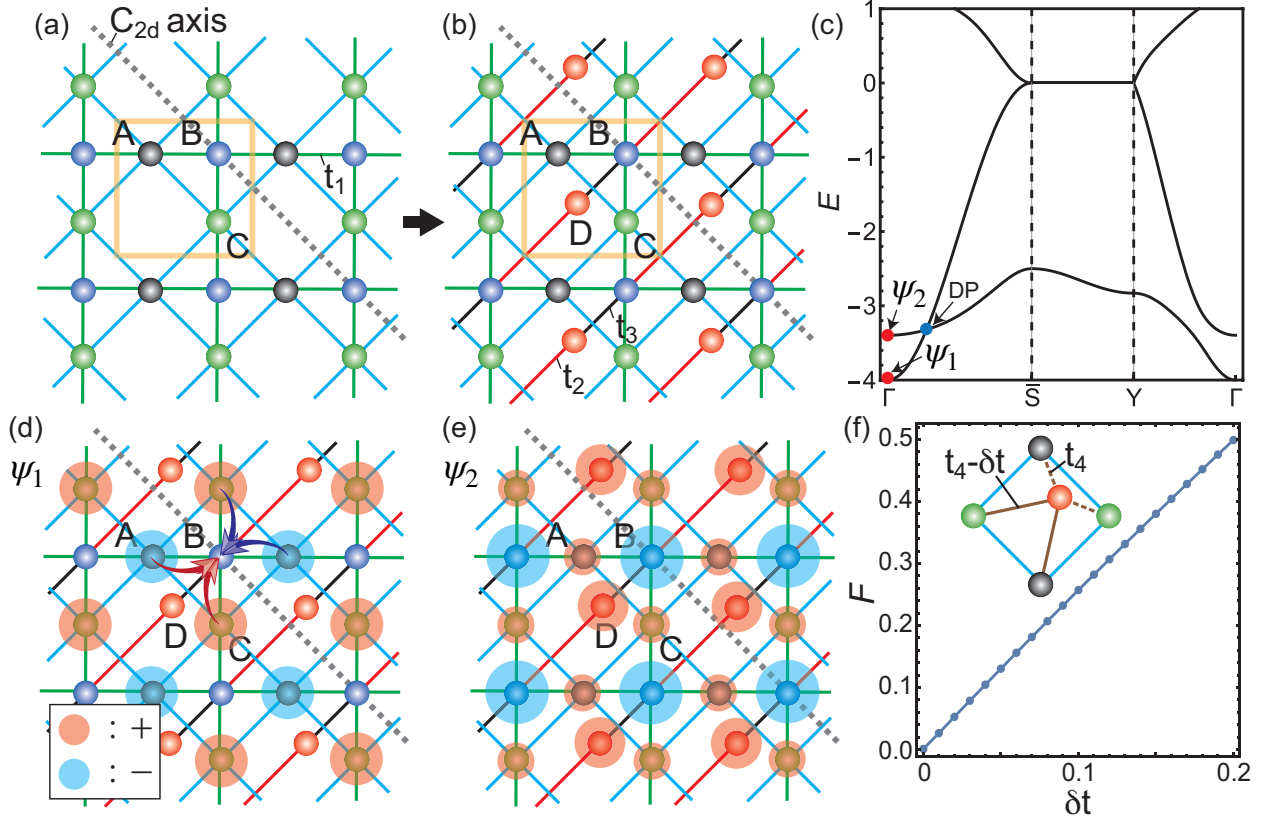 (a)
C2d axis
A
B
t1
C
(b)
A
B
D
C
t3
t2
(c)
1
0
−1
−2
−3
−4
E
ψ2
DP
ψ1
Γ
S̅
Y
Γ
(d)
ψ1
A
B
D
C
: +
: −
(e)
ψ2
A
B
D
C
(f)
0.5
0.4
0.3
0.2
0.1
0.0
F
t4-δt
t4
0
0.1
0.2
δt